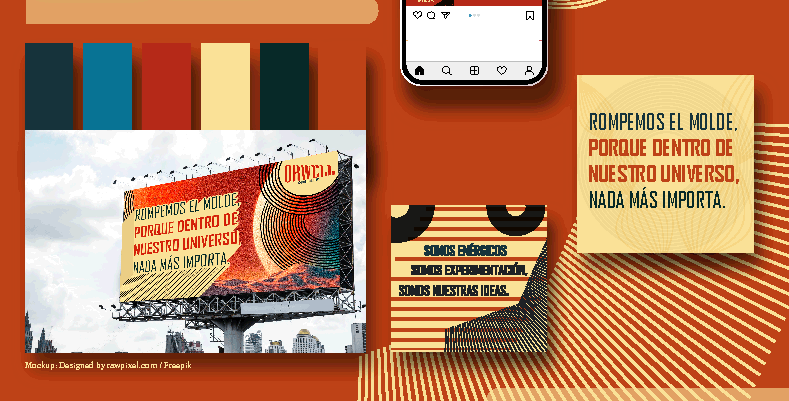 ORWELL
ROMPEMOS EL MOLDE,
PORQUE DENTRO DE
NUESTRO UNIVERSO,
NADA MÁS IMPORTA.
Mockup: Designed by rawpixel.com / Freepik
SOMOS ENÉRGICOS
SOMOS EXPERIMENTACIÓN,
SOMOS NUESTRAS IDEAS.
ROMPEMOS EL MOLDE,
PORQUE DENTRO DE
NUESTRO UNIVERSO,
NADA MÁS IMPORTA.